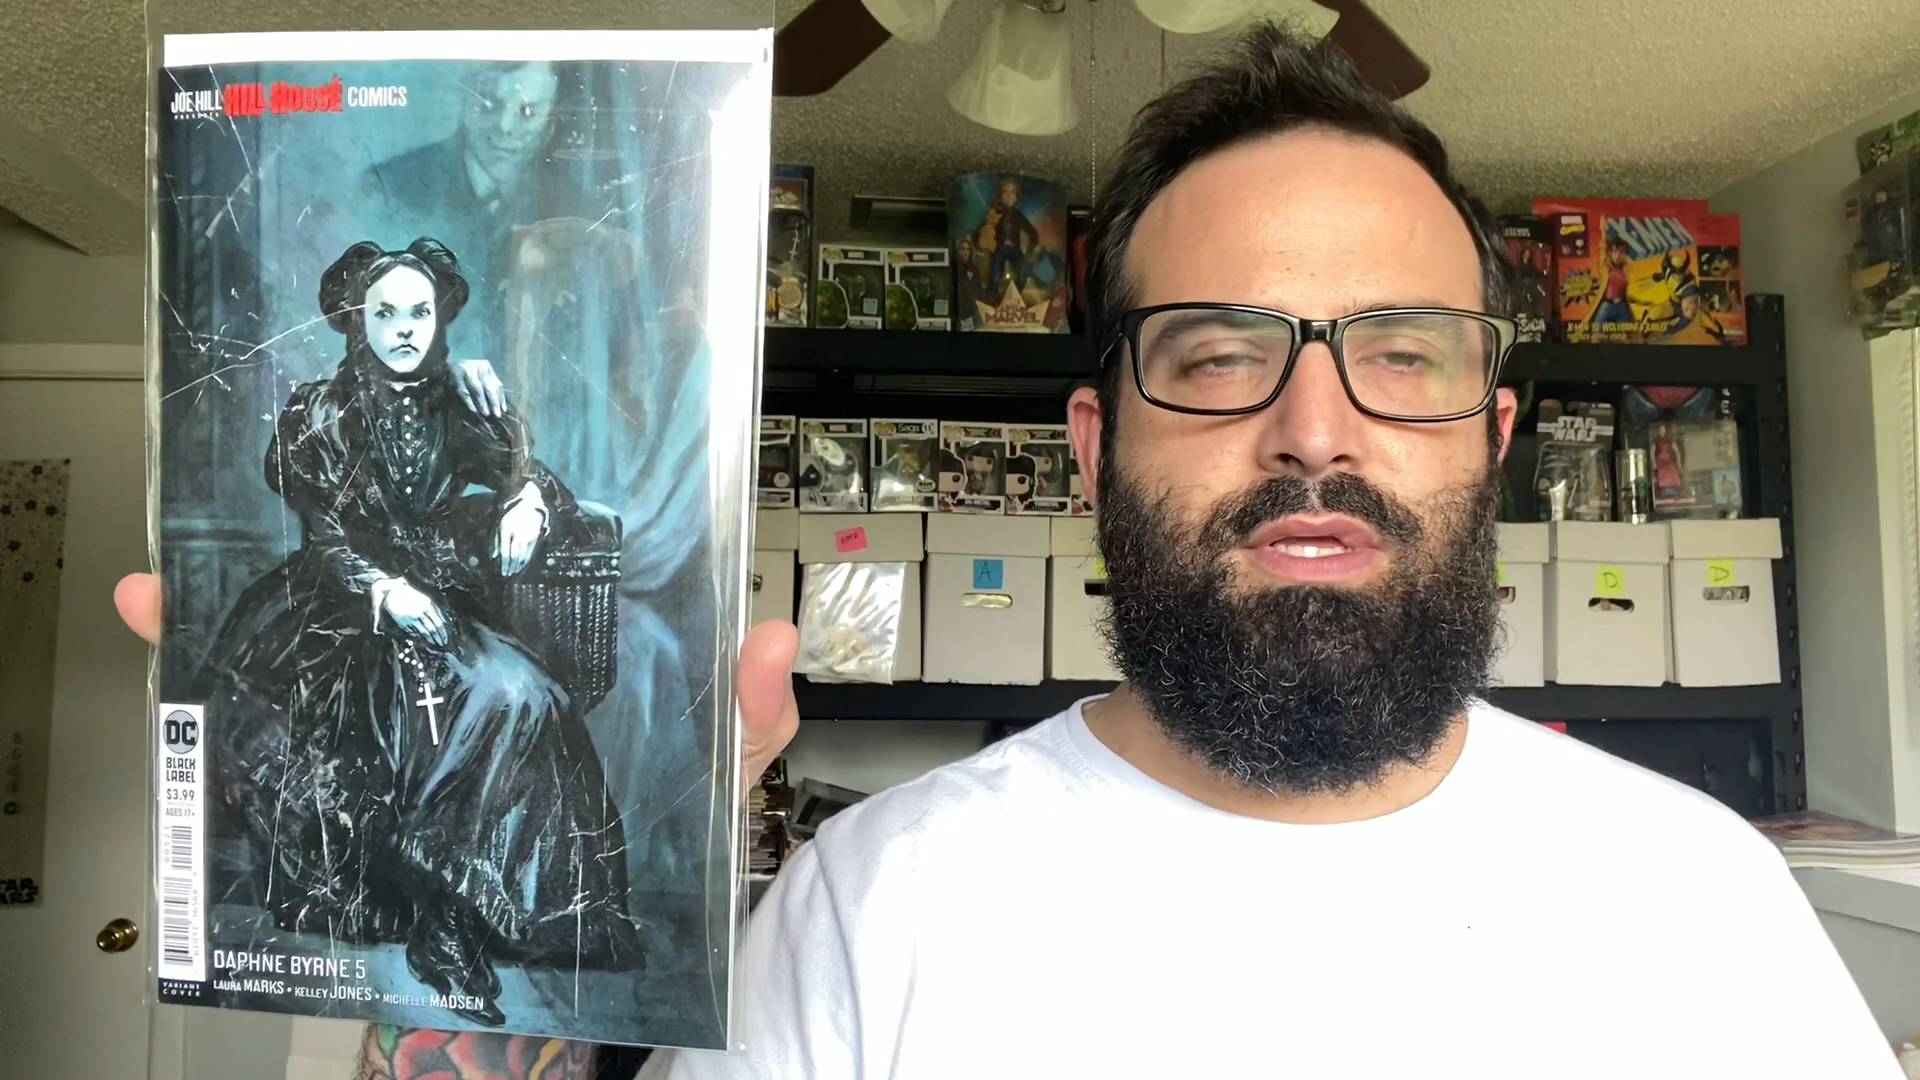 JOE HILL
PRESENTS
HILL HOUSE COMICS
DC
BLACK
LABEL
$3.99
AGES 17+
VARIANT
COVER
DAPHNE BYRNE 5
LAURA MARKS • KELLEY JONES • MICHELLE MADSEN
MARVEL
Sega
A
X-MEN
STAR
WARS
D
D